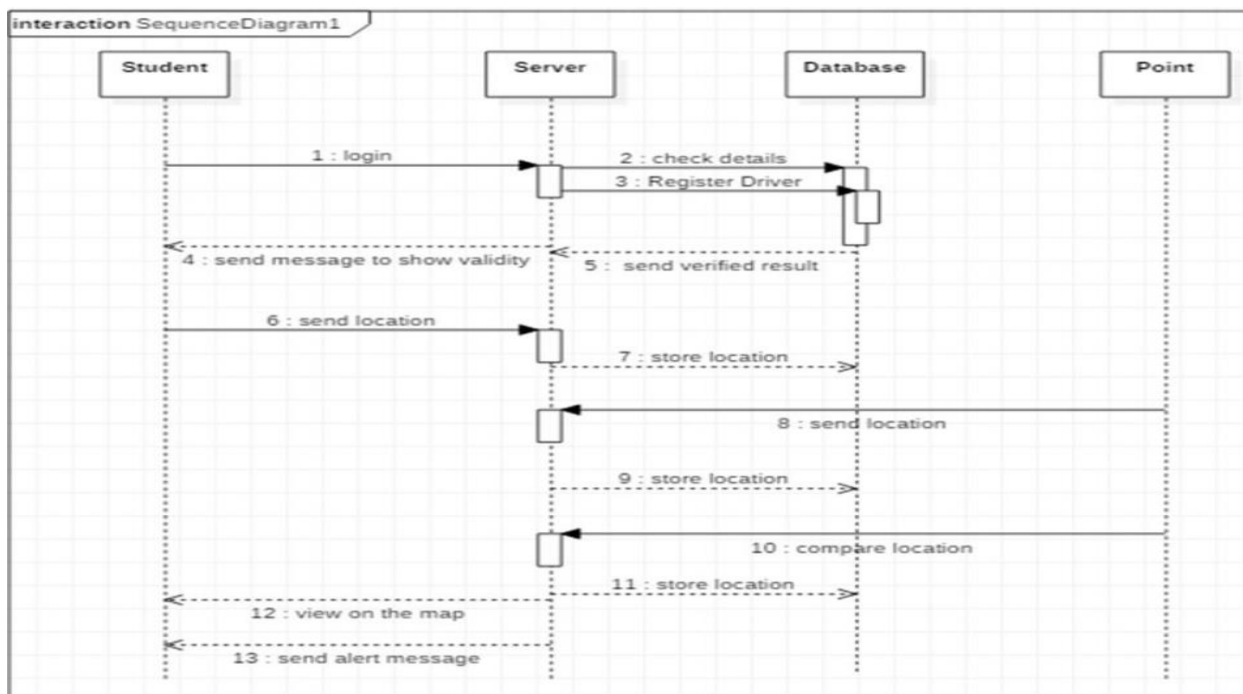 interaction SequenceDiagram1
Student
Server
Database
Point
1 : login
2 : check details
3 : Register Driver
4 : send message to show validity
5 : send verified result
6 : send location
7 : store location
8 : send location
9 : store location
10 : compare location
11 : store location
12 : view on the map
13 : send alert message